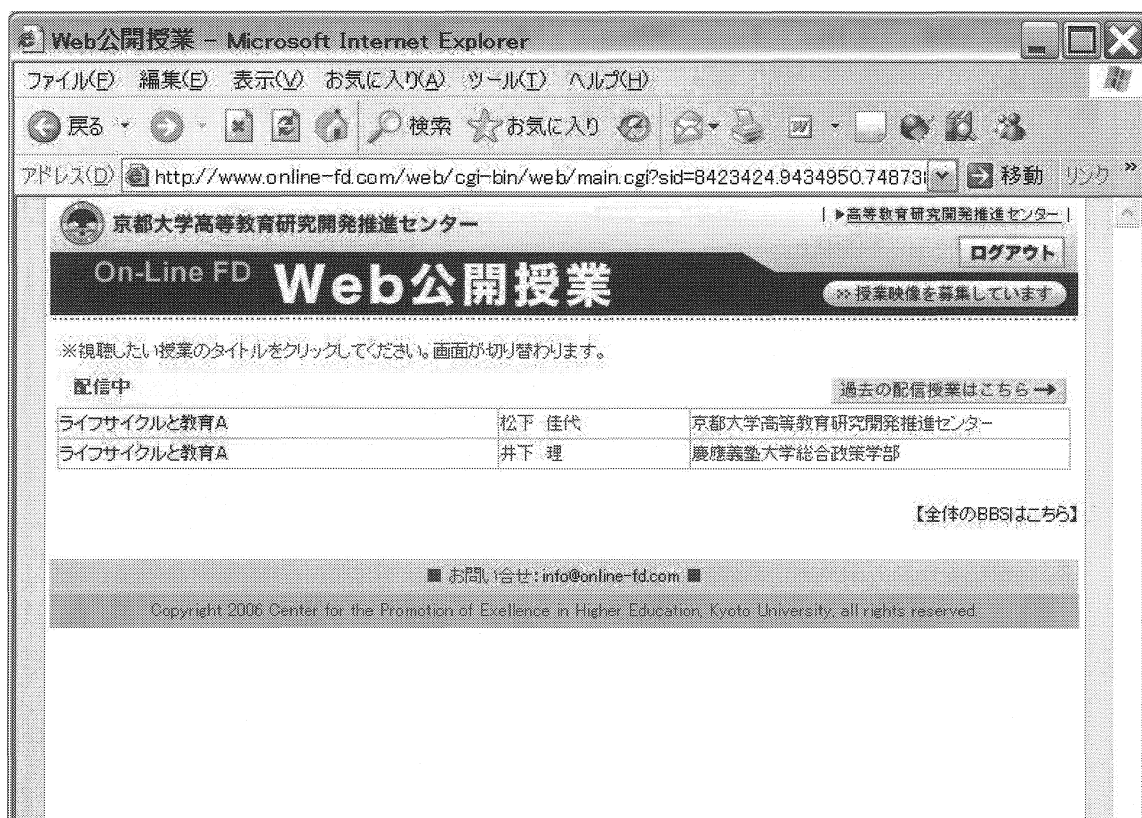 Web公開授業 - Microsoft Internet Explorer
ファイル(F) 編集(E) 表示(V) お気に入り(A) ツール(T) ヘルプ(H)
戻る 検索 お気に入り
アドレス(D) http://www.online-fd.com/web/cgi-bin/web/main.cgi?sid=8423424.9434950.74873 移動 リンク »
京都大学高等教育研究開発推進センター
| ▶高等教育研究開発推進センター |
ログアウト
On-Line FD Web公開授業
>> 授業映像を募集しています
※視聴したい授業のタイトルをクリックしてください。画面が切り替わります。
配信中
過去の配信授業はこちら→
ライフサイクルと教育A 松下 佳代 京都大学高等教育研究開発推進センター
ライフサイクルと教育A 井下 理 慶應義塾大学総合政策学部
【全体のBBSはこちら】
■ お問い合せ:info@online-fd.com ■
Copyright 2006 Center for the Promotion of Exellence in Higher Education, Kyoto University, all rights reserved.